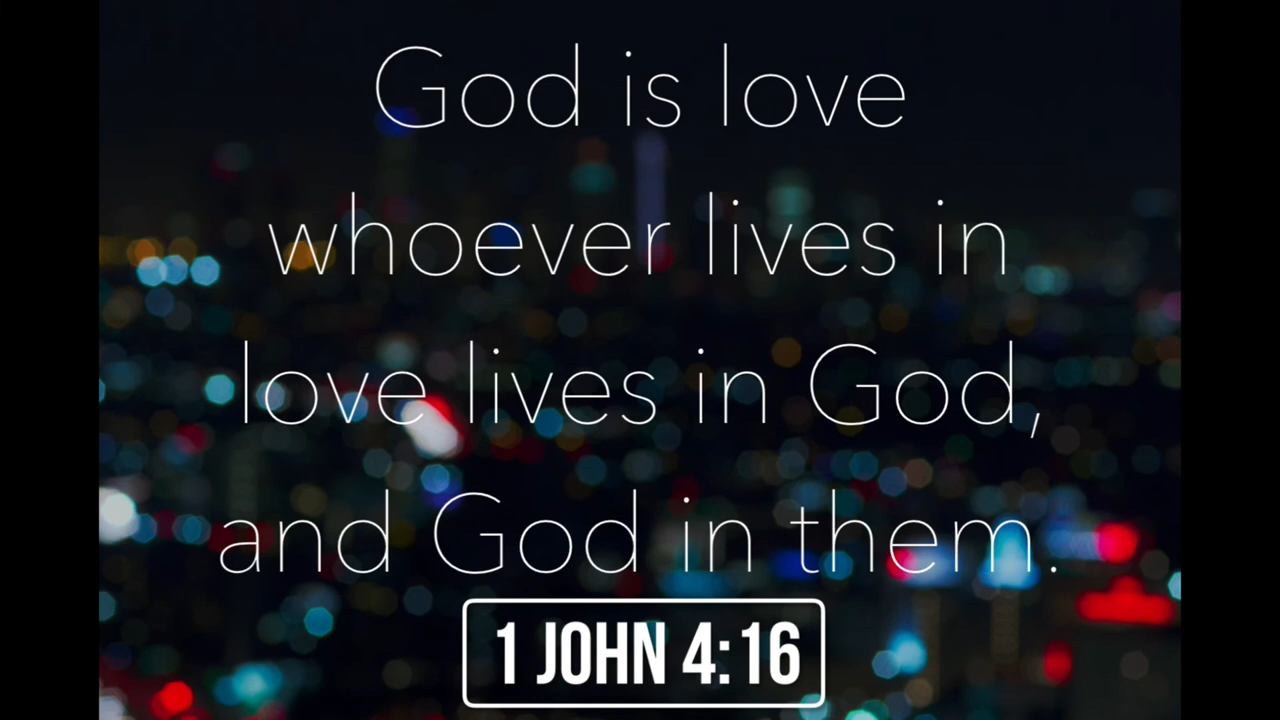 God is love
whoever lives in
love lives in God,
and God in them.
1 JOHN 4:16